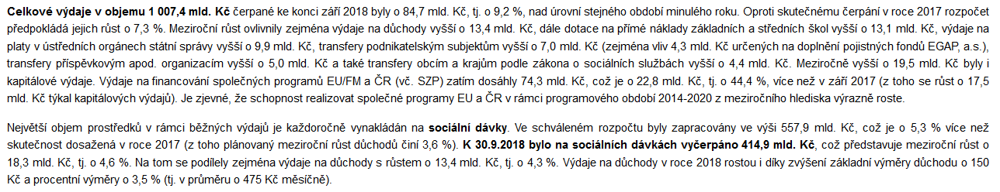 Celkové výdaje v objemu 1 007,4 mld. Kč čerpané ke konci září 2018 byly o 84,7 mld. Kč, tj. o 9,2 %, nad úrovní stejného období minulého roku. Oproti skutečnému čerpání v roce 2017 rozpočet
předpokládá jejich růst o 7,3 %. Meziroční růst ovlivnily zejména výdaje na důchody vyšší o 13,4 mld. Kč, dále dotace na přímé náklady základních a středních škol vyšší o 13,1 mld. Kč, výdaje na
platy v ústředních orgánech státní správy vyšší o 9,9 mld. Kč, transfery podnikatelským subjektům vyšší o 7,0 mld. Kč (zejména vliv 4,3 mld. Kč určených na doplnění pojistných fondů EGAP, a.s.),
transfery příspěvkovým apod. organizacím vyšší o 5,0 mld. Kč a také transfery obcím a krajům podle zákona o sociálních službách vyšší o 4,4 mld. Kč. Meziročně vyšší o 19,5 mld. Kč byly i
kapitálové výdaje. Výdaje na financování společných programů EU/FM a ČR (vč. SZP) zatím dosáhly 74,3 mld. Kč, což je o 22,8 mld. Kč, tj. o 44,4 %, více než v září 2017 (z toho se růst o 17,5
mld. Kč týkal kapitálových výdajů). Je zjevné, že schopnost realizovat společné programy EU a ČR v rámci programového období 2014-2020 z meziročního hlediska výrazně roste.
Největší objem prostředků v rámci běžných výdajů je každoročně vynakládán na sociální dávky. Ve schváleném rozpočtu byly zapracovány ve výši 557,9 mld. Kč, což je o 5,3 % více než
skutečnost dosažená v roce 2017 (z toho plánovaný meziroční růst důchodů činí 3,6 %). K 30.9.2018 bylo na sociálních dávkách vyčerpáno 414,9 mld. Kč, což představuje meziroční růst o
18,3 mld. Kč, tj. o 4,6 %. Na tom se podílely zejména výdaje na důchody s růstem o 13,4 mld. Kč, tj. o 4,3 %. Výdaje na důchody v roce 2018 rostou i díky zvýšení základní výměry důchodu o 150
Kč a procentní výměry o 3,5 % (tj. v průměru o 475 Kč měsíčně).